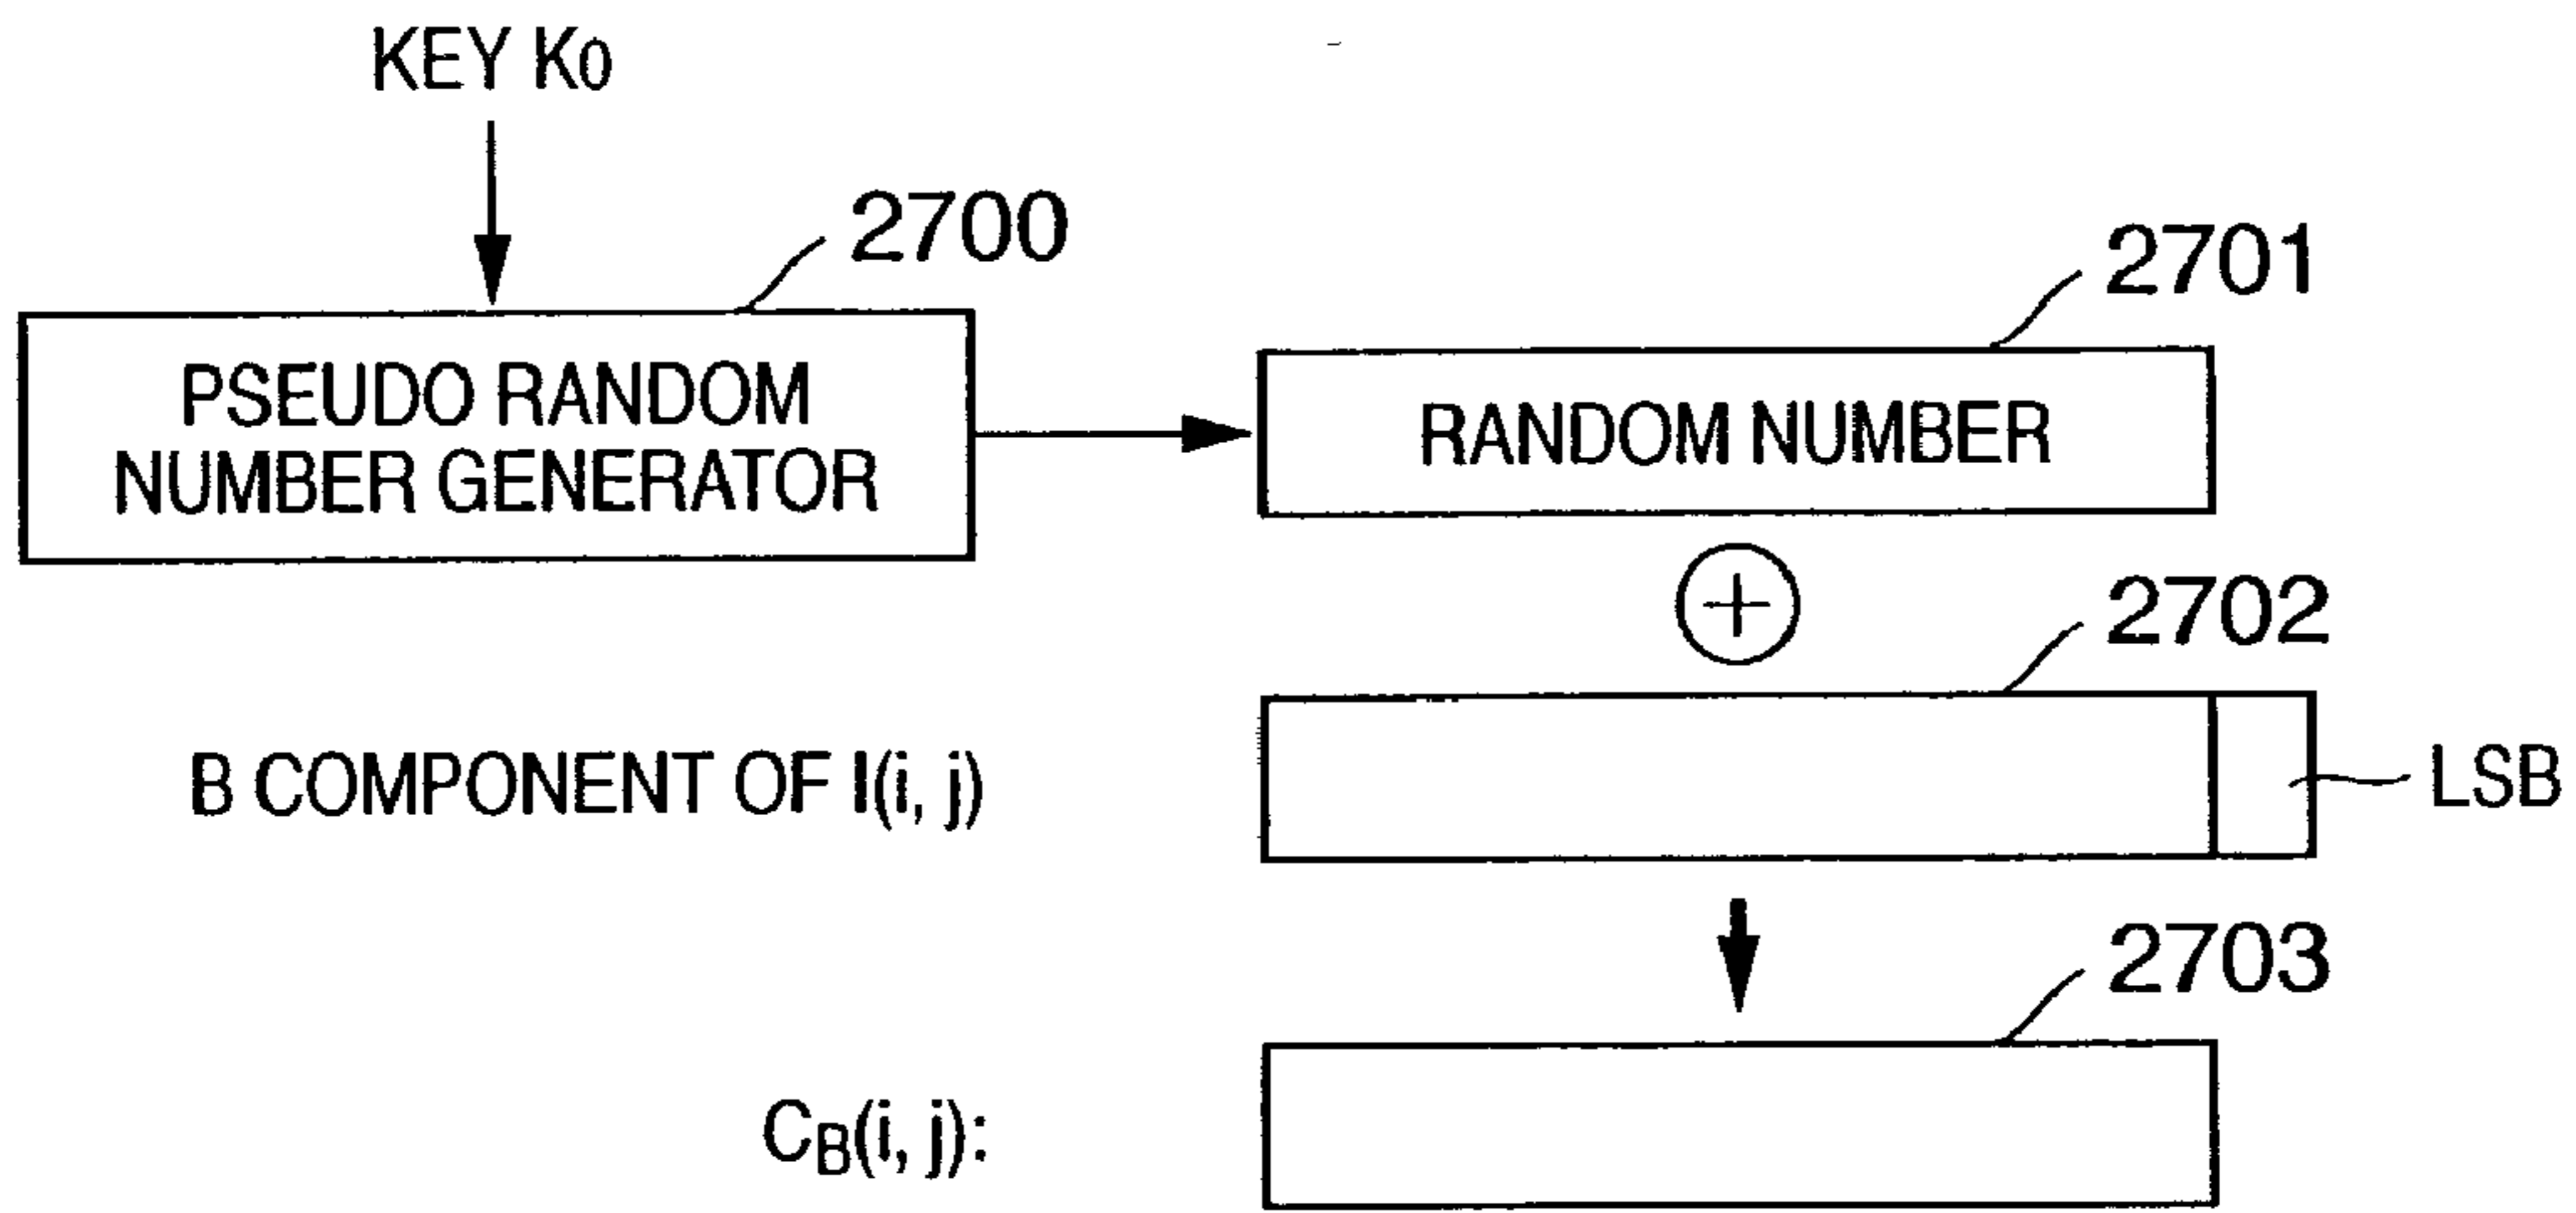 KEY K0
2700
2701
PSEUDO RANDOM
NUMBER GENERATOR
RANDOM NUMBER
2702
B COMPONENT OF I(i, j)
LSB
2703
CB(i, j):